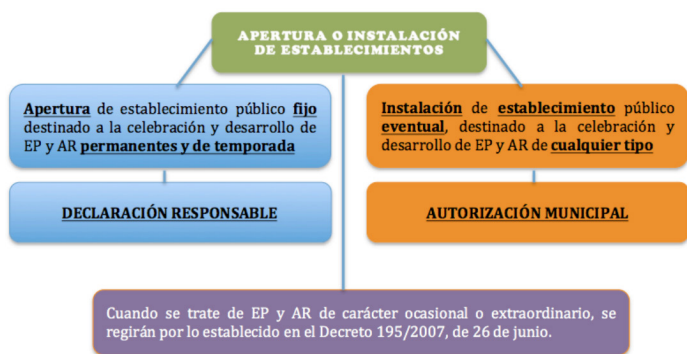 APERTURA O INSTALACIÓN
DE ESTABLECIMIENTOS
Apertura de establecimiento público fijo
destinado a la celebración y desarrollo de
EP y AR permanentes y de temporada
Instalación de establecimiento público
eventual, destinado a la celebración y
desarrollo de EP y AR de cualquier tipo
DECLARACIÓN RESPONSABLE
AUTORIZACIÓN MUNICIPAL
Cuando se trate de EP y AR de carácter ocasional o extraordinario, se
regirán por lo establecido en el Decreto 195/2007, de 26 de junio.